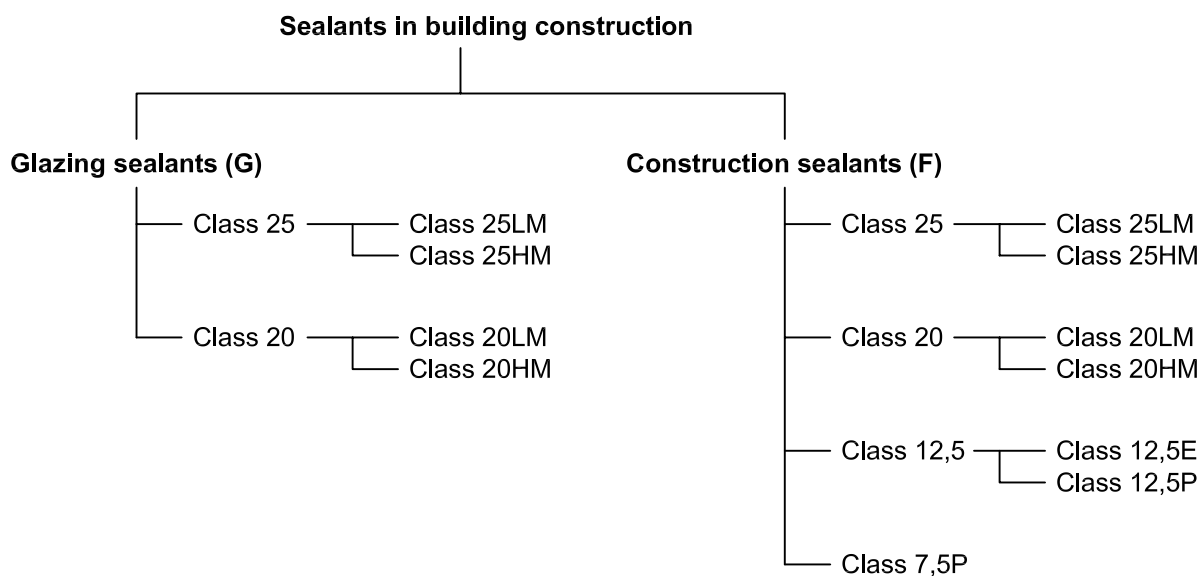 Sealants in building construction
Glazing sealants (G)
Class 25
Class 25LM
Class 25HM
Class 20
Class 20LM
Class 20HM
Construction sealants (F)
Class 25
Class 25LM
Class 25HM
Class 20
Class 20LM
Class 20HM
Class 12,5
Class 12,5E
Class 12,5P
Class 7,5P